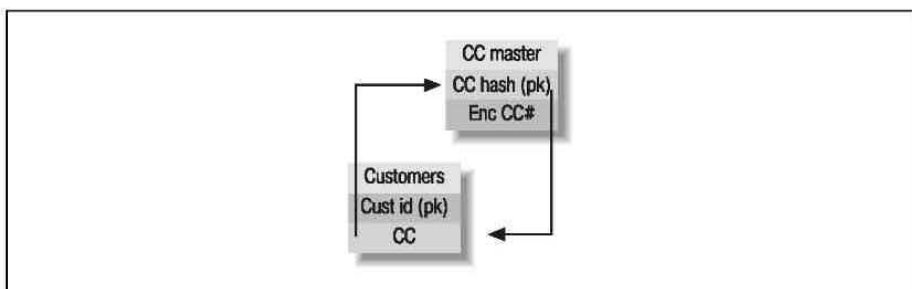 CC master
CC hash (pk)
Enc CC#
Customers
Cust id (pk)
CC